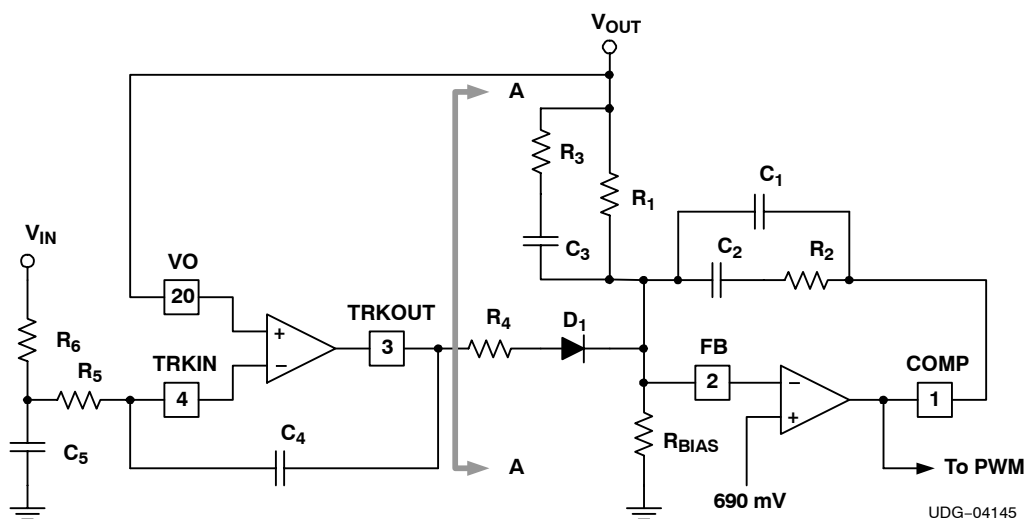 VOUT
A
R3
R1
C1
VIN
C3
C2
R2
VO
20
TRKOUT
R4
D1
+
3
R6
TRKIN
−
FB
COMP
R5
4
2
−
1
C4
+
C5
RBIAS
A
To PWM
690 mV
UDG−04145